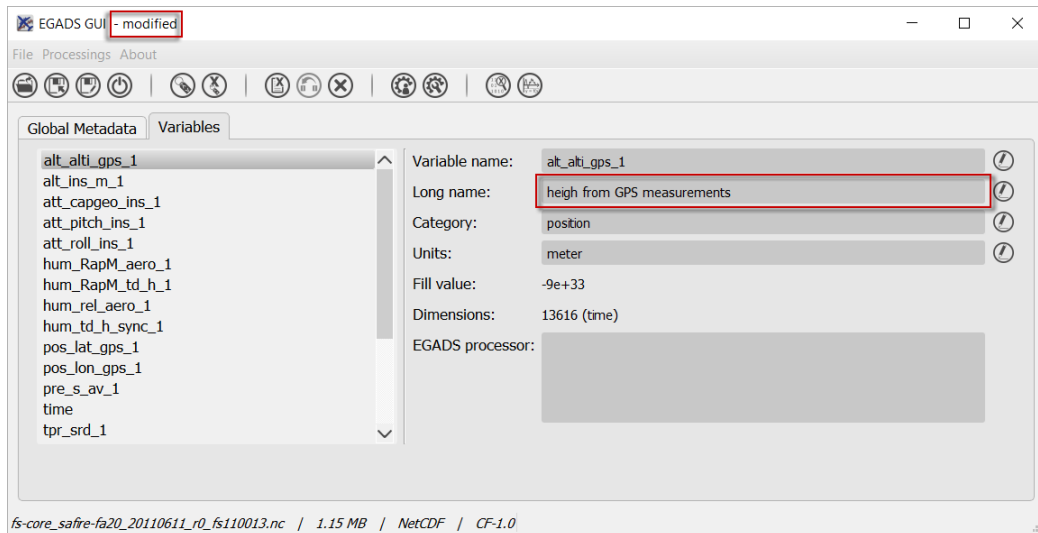 EGADS GUI - modified
File Processings About
Global Metadata Variables
alt_alti_gps_1
alt_ins_m_1
att_capgeo_ins_1
att_pitch_ins_1
att_roll_ins_1
hum_RapM_aero_1
hum_RapM_td_h_1
hum_rel_aero_1
hum_td_h_sync_1
pos_lat_gps_1
pos_lon_gps_1
pre_s_av_1
time
tpr_srd_1
Variable name: alt_alti_gps_1
Long name: heigh from GPS measurements
Category: position
Units: meter
Fill value: -9e+33
Dimensions: 13616 (time)
EGADS processor:
fs-core_safire-fa20_20110611_r0_fs110013.nc | 1.15 MB | NetCDF | CF-1.0